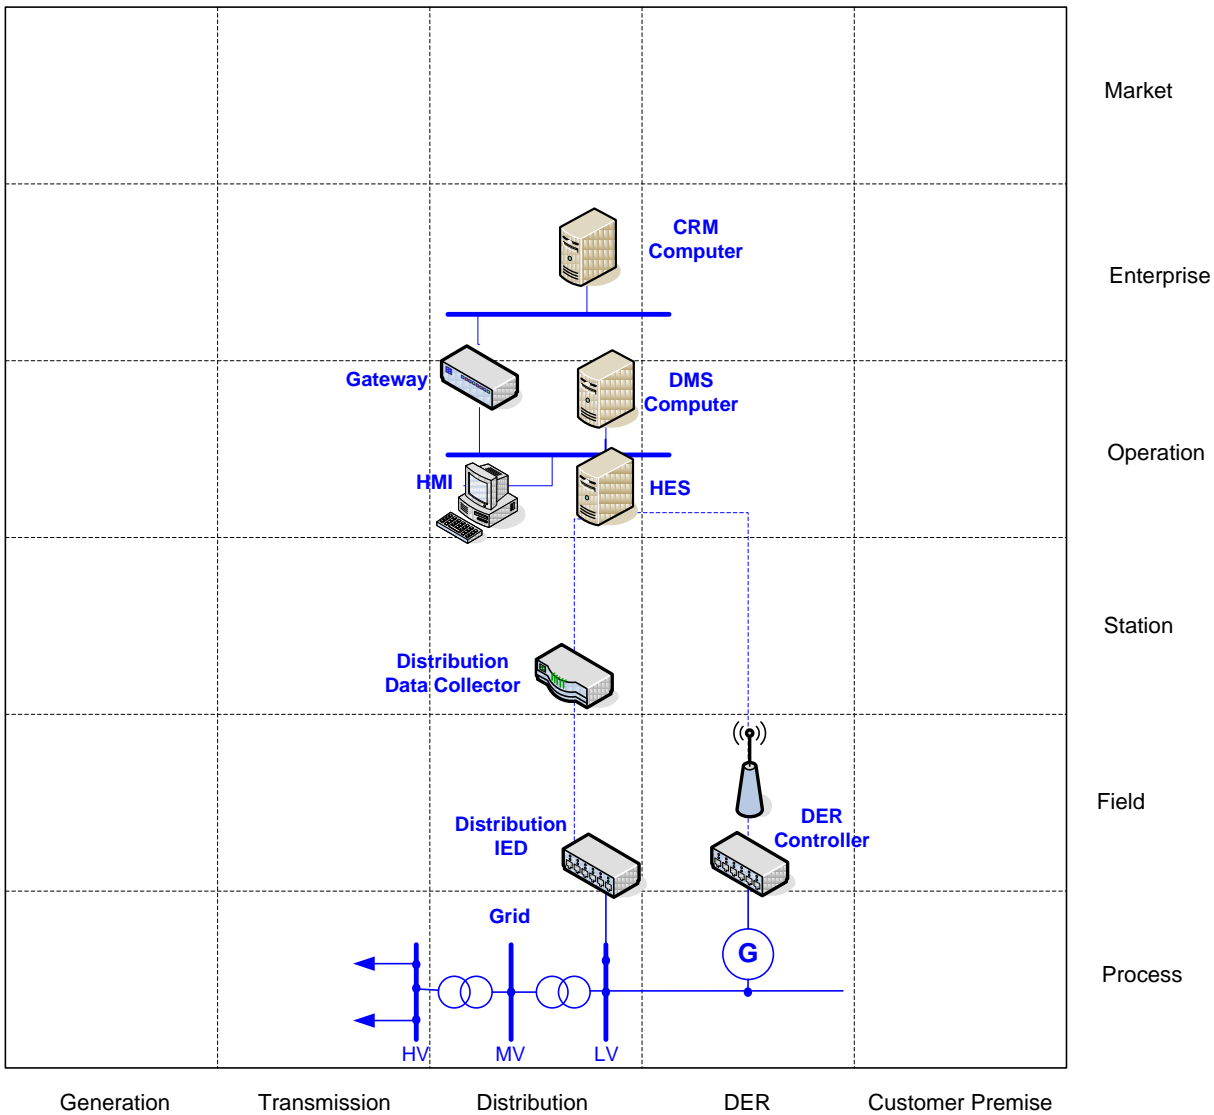 Market
CRM
Computer
Enterprise
Gateway
DMS
Computer
Operation
HMI
HES
Station
Distribution
Data Collector
Field
Distribution
IED
DER
Controller
Grid
G
Process
HV
MV
LV
Generation
Transmission
Distribution
DER
Customer Premise